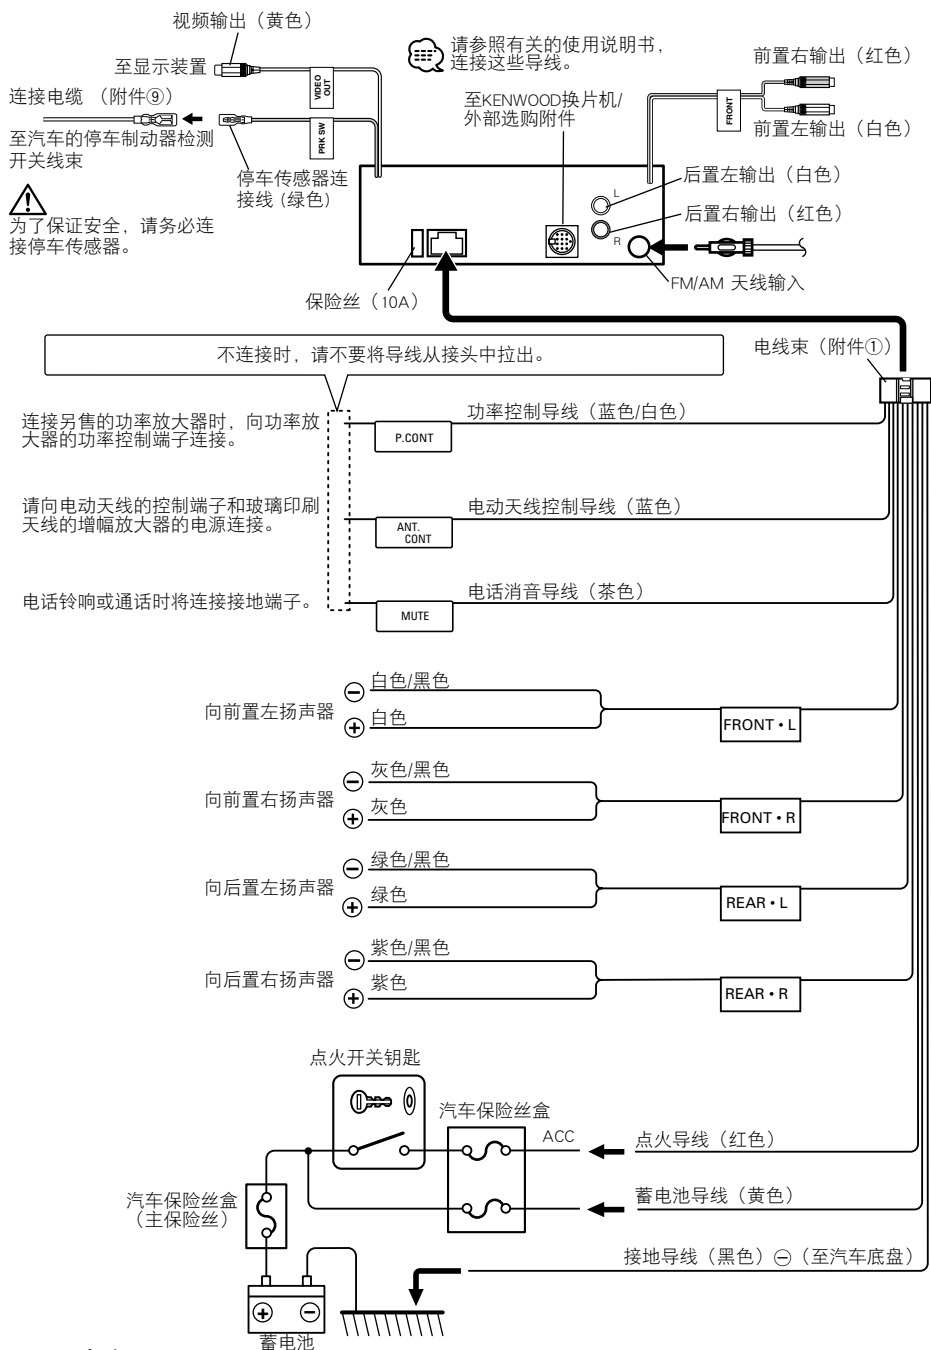 视频输出（黄色）
至显示装置
VIDEO
OUT
连接电缆 （附件⑨）
PRK SW
至汽车的停车制动器检测
开关线束
停车传感器连
接线 (绿色)
为了保证安全，请务必连
接停车传感器。
请参照有关的使用说明书，
连接这些导线。
至KENWOOD换片机/
外部选购附件
FRONT
前置右输出（红色）
前置左输出（白色）
后置左输出（白色）
L
后置右输出（红色）
R
FM/AM 天线输入
保险丝（10A）
不连接时，请不要将导线从接头中拉出。
电线束（附件①）
连接另售的功率放大器时，向功率放
大器的功率控制端子连接。
P.CONT
功率控制导线（蓝色/白色）
请向电动天线的控制端子和玻璃印刷
天线的增幅放大器的电源连接。
ANT.
CONT
电动天线控制导线（蓝色）
电话铃响或通话时将连接接地端子。
MUTE
电话消音导线（茶色）
向前置左扬声器
⊖ 白色/黑色
⊕ 白色
FRONT・L
向前置右扬声器
⊖ 灰色/黑色
⊕ 灰色
FRONT・R
向后置左扬声器
⊖ 绿色/黑色
⊕ 绿色
REAR・L
向后置右扬声器
⊖ 紫色/黑色
⊕ 紫色
REAR・R
点火开关钥匙
汽车保险丝盒
ACC
点火导线（红色）
汽车保险丝盒
（主保险丝）
蓄电池导线（黄色）
接地导线（黑色）⊖（至汽车底盘）
⊕ ⊖
蓄电池